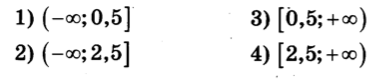 1) (−∞; 0,5]
3) [0,5; +∞)
2) (−∞; 2,5]
4) [2,5; +∞)